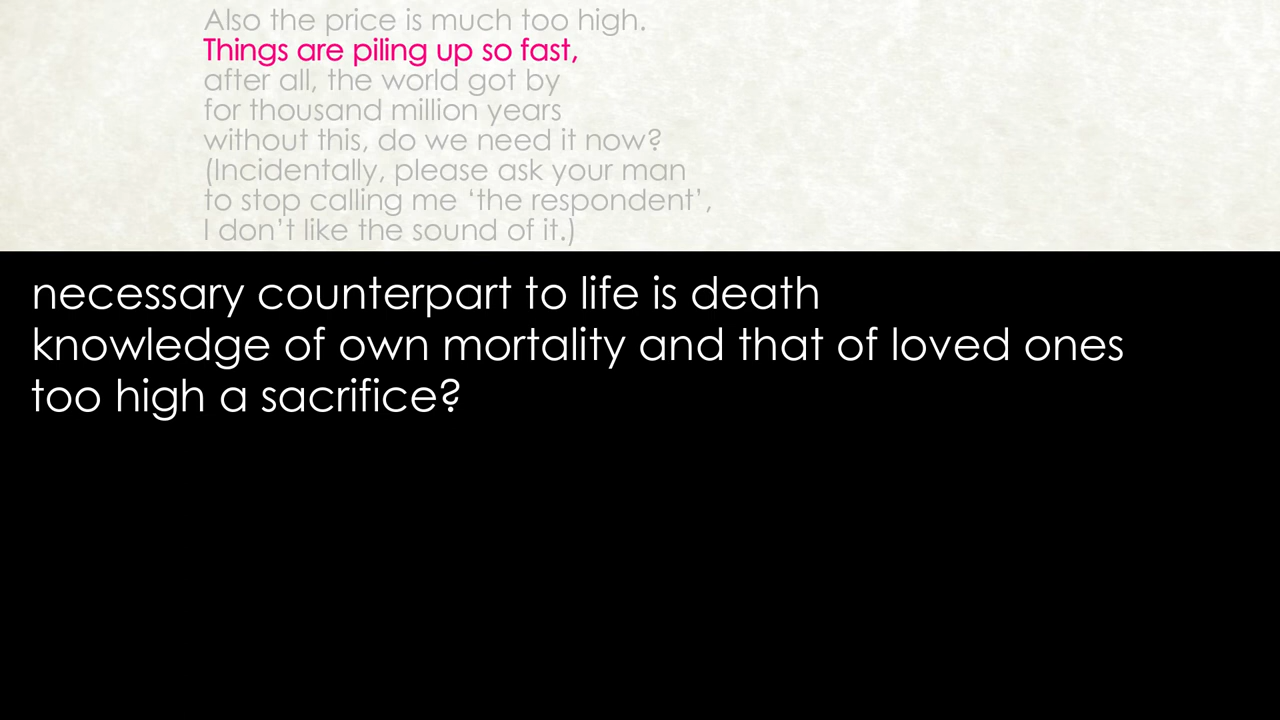 Also the price is much too high.
Things are piling up so fast,
after all, the world got by
for thousand million years
without this, do we need it now?
(Incidentally, please ask your man
to stop calling me ‘the respondent’,
I don’t like the sound of it.)
necessary counterpart to life is death
knowledge of own mortality and that of loved ones
too high a sacrifice?